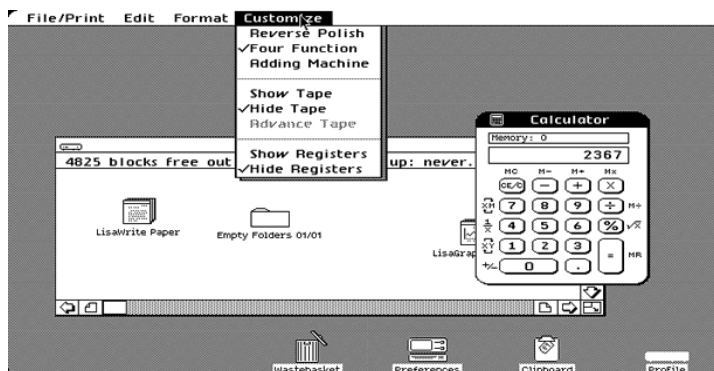 File/Print Edit Format Customize
Reverse Polish
✓Four Function
Adding Machine
Show Tape
✓Hide Tape
Advance Tape
Show Registers
✓Hide Registers
4825 blocks free out
up: never.
Calculator
Memory: 0
2367
MC M- M+ Mx
CE/C − + ×
7 8 9 ÷ M÷
1/x 4 5 6 % √x
XY 1 2 3 = MR
+/- 0 .
LisaWrite Paper
Empty Folders 01/01
LisaGrap
Wastebasket
Preferences
Clipboard
ProFile